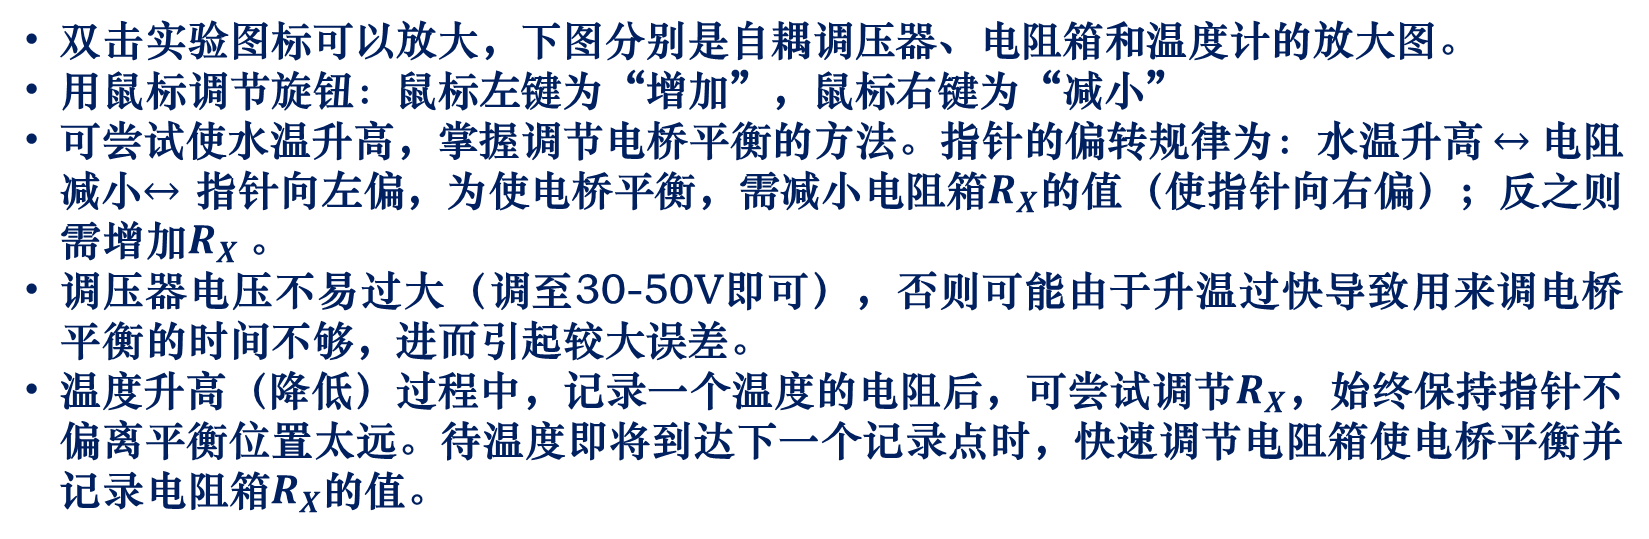 • 双击实验图标可以放大，下图分别是自耦调压器、电阻箱和温度计的放大图。
• 用鼠标调节旋钮：鼠标左键为“增加”，鼠标右键为“减小”
• 可尝试使水温升高，掌握调节电桥平衡的方法。指针的偏转规律为：水温升高 ↔ 电阻
减小↔ 指针向左偏，为使电桥平衡，需减小电阻箱R_X的值（使指针向右偏）；反之则
需增加R_X 。
• 调压器电压不易过大（调至30-50V即可），否则可能由于升温过快导致用来调电桥
平衡的时间不够，进而引起较大误差。
• 温度升高（降低）过程中，记录一个温度的电阻后，可尝试调节R_X，始终保持指针不
偏离平衡位置太远。待温度即将到达下一个记录点时，快速调节电阻箱使电桥平衡并
记录电阻箱R_X的值。